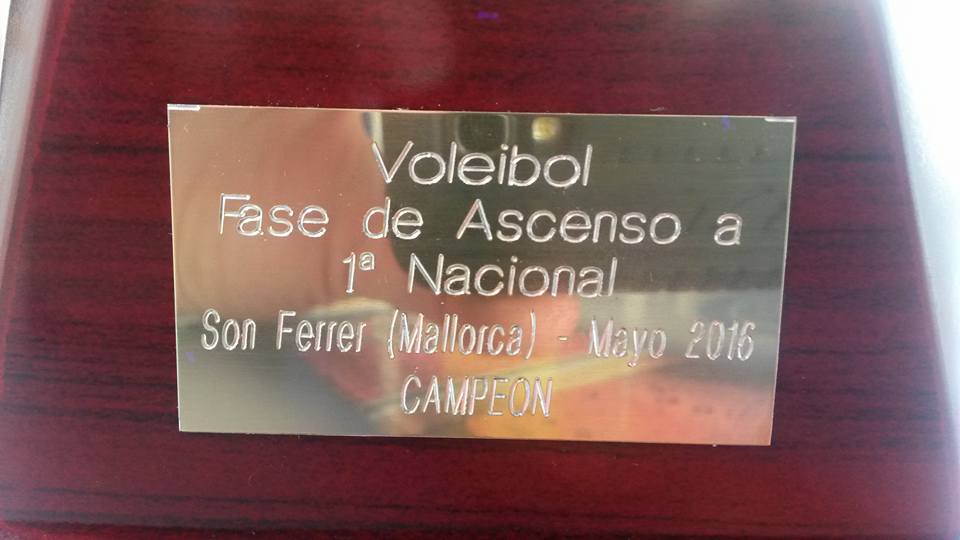 Voleibol
Fase de Ascenso a
1ª Nacional
Son Ferrer (Mallorca) - Mayo 2016
CAMPEON